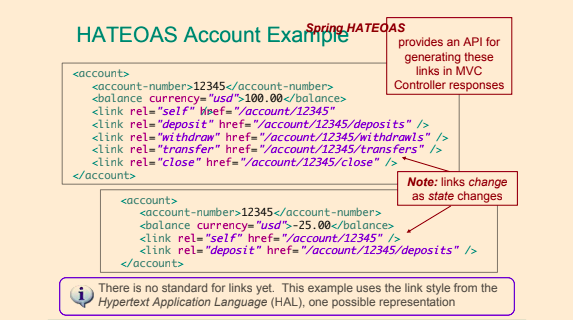 HATEOAS Account Example
Spring HATEOAS
provides an API for
generating these
links in MVC
Controller responses
<account>
<account-number>12345</account-number>
<balance currency="usd">100.00</balance>
<link rel="self" href="/account/12345"
<link rel="deposit" href="/account/12345/deposits" />
<link rel="withdraw" href="/account/12345/withdrawls" />
<link rel="transfer" href="/account/12345/transfers" />
<link rel="close" href="/account/12345/close" />
</account>
Note: links change
as state changes
<account>
<account-number>12345</account-number>
<balance currency="usd">-25.00</balance>
<link rel="self" href="/account/12345" />
<link rel="deposit" href="/account/12345/deposits" />
</account>
There is no standard for links yet. This example uses the link style from the
Hypertext Application Language (HAL), one possible representation